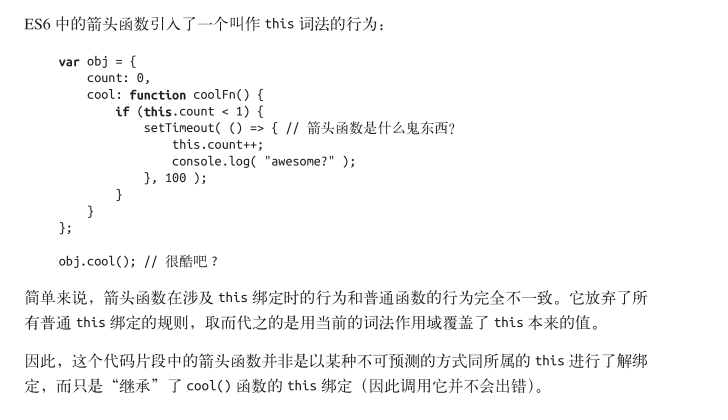 ES6 中的箭头函数引入了一个叫作 this 词法的行为：
var obj = {
    count: 0,
    cool: function coolFn() {
        if (this.count < 1) {
            setTimeout( () => { // 箭头函数是什么鬼东西？
                this.count++;
                console.log( "awesome?" );
            }, 100 );
        }
    }
};
obj.cool(); // 很酷吧 ?
简单来说，箭头函数在涉及 this 绑定时的行为和普通函数的行为完全不一致。它放弃了所
有普通 this 绑定的规则，取而代之的是用当前的词法作用域覆盖了 this 本来的值。
因此，这个代码片段中的箭头函数并非是以某种不可预测的方式同所属的 this 进行了解绑
定，而只是“继承”了 cool() 函数的 this 绑定（因此调用它并不会出错）。